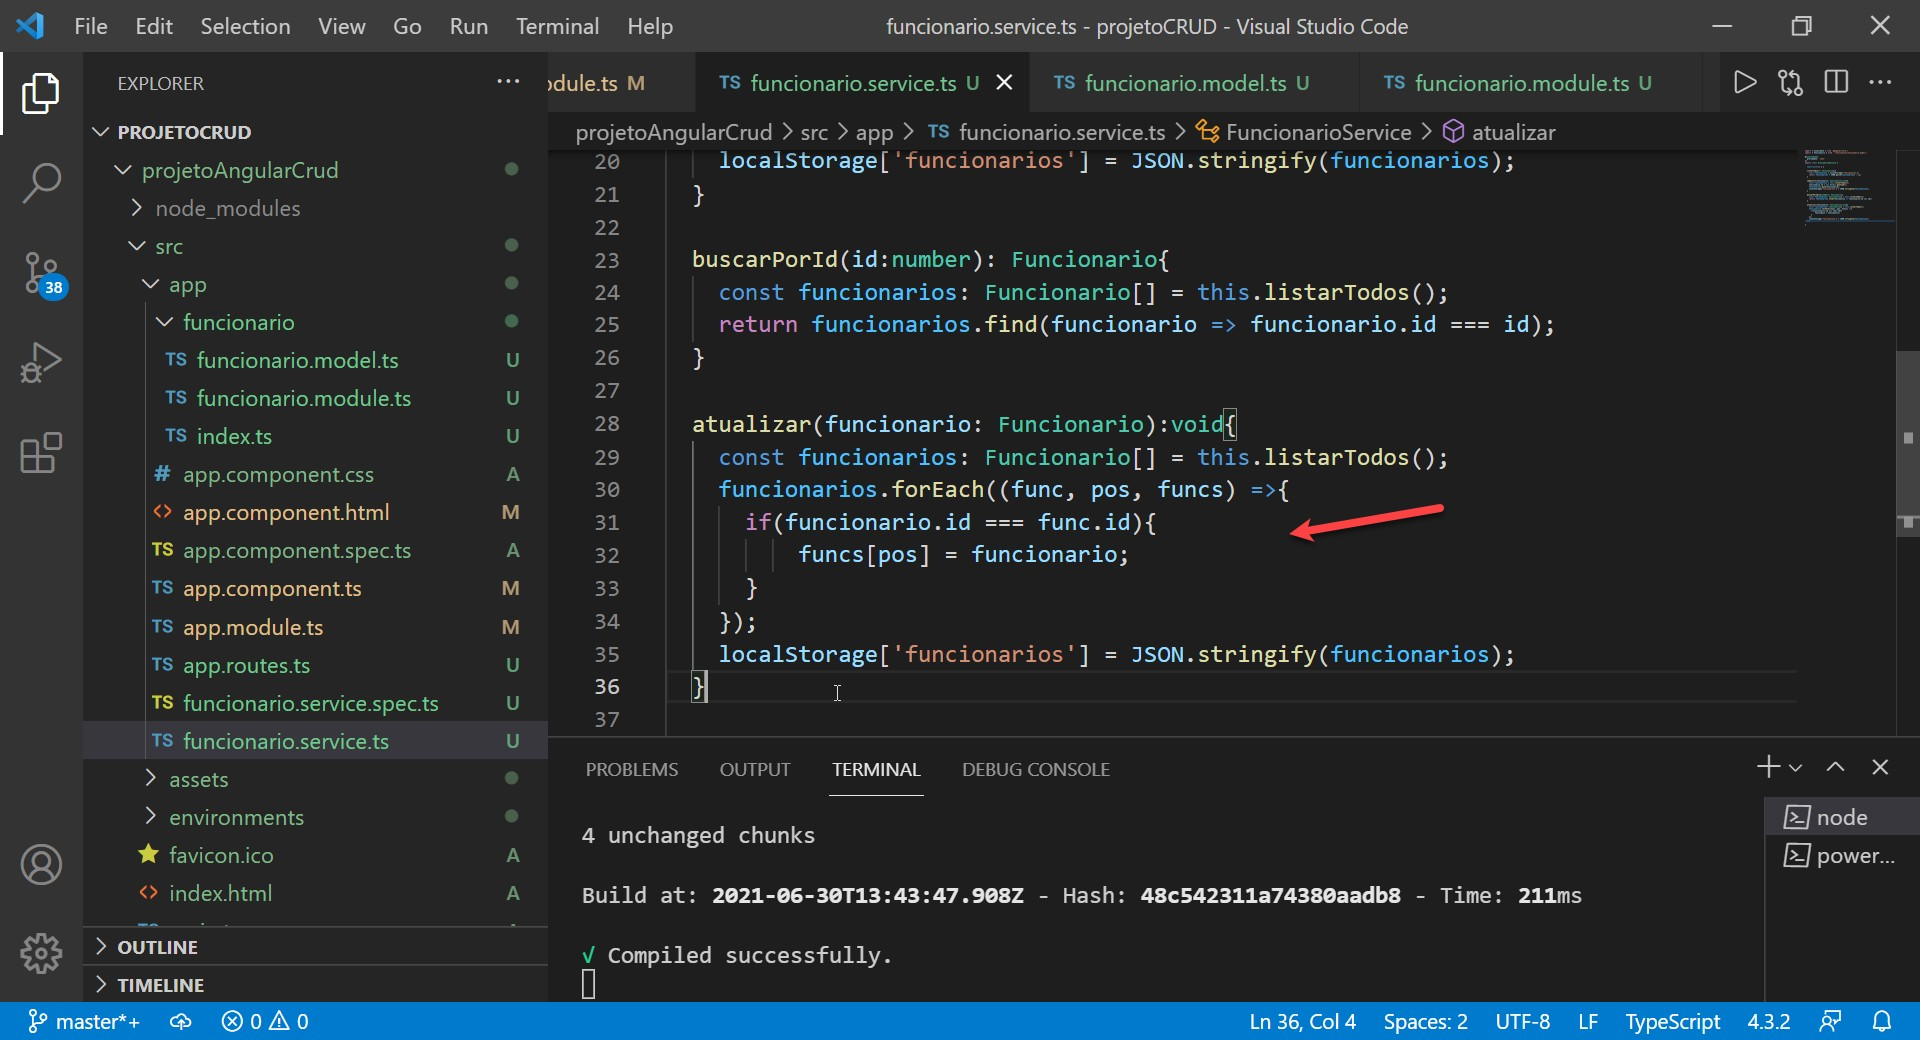 File Edit Selection View Go Run Terminal Help
funcionario.service.ts - projetoCRUD - Visual Studio Code
EXPLORER
PROJETOCRUD
projetoAngularCrud
node_modules
src
app
funcionario
TS funcionario.model.ts U
TS funcionario.module.ts U
TS index.ts U
# app.component.css A
<> app.component.html M
TS app.component.spec.ts A
TS app.component.ts M
TS app.module.ts M
TS app.routes.ts U
TS funcionario.service.spec.ts U
TS funcionario.service.ts U
assets
environments
favicon.ico A
<> index.html A
OUTLINE
TIMELINE
38
odule.ts M
TS funcionario.service.ts U
TS funcionario.model.ts U
TS funcionario.module.ts U
projetoAngularCrud > src > app > TS funcionario.service.ts > FuncionarioService > atualizar
20 localStorage['funcionarios'] = JSON.stringify(funcionarios);
21 }
22
23 buscarPorId(id:number): Funcionario{
24 const funcionarios: Funcionario[] = this.listarTodos();
25 return funcionarios.find(funcionario => funcionario.id === id);
26 }
27
28 atualizar(funcionario: Funcionario):void{
29 const funcionarios: Funcionario[] = this.listarTodos();
30 funcionarios.forEach((func, pos, funcs) =>{
31 if(funcionario.id === func.id){
32 funcs[pos] = funcionario;
33 }
34 });
35 localStorage['funcionarios'] = JSON.stringify(funcionarios);
36 }
37
PROBLEMS OUTPUT TERMINAL DEBUG CONSOLE
4 unchanged chunks
Build at: 2021-06-30T13:43:47.908Z - Hash: 48c542311a74380aadb8 - Time: 211ms
√ Compiled successfully.
node
power...
master*+ 0 0
Ln 36, Col 4 Spaces: 2 UTF-8 LF TypeScript 4.3.2